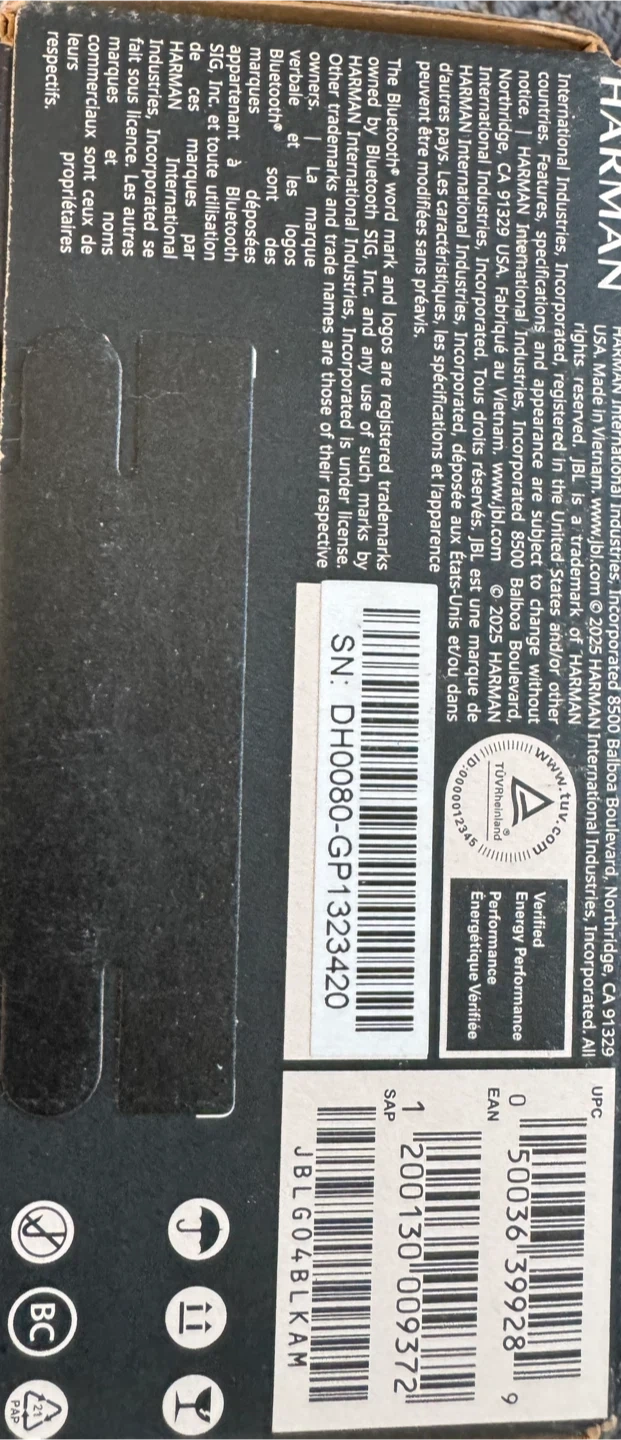 HARMAN
HARMAN International Industries, Incorporated 8500 Balboa Boulevard, Northridge, CA 91329
USA. Made in Vietnam. www.jbl.com © 2025 HARMAN International Industries, Incorporated. All
rights reserved. JBL is a trademark of HARMAN
International Industries, Incorporated, registered in the United States and/or other
countries. Features, specifications and appearance are subject to change without
notice. | HARMAN International Industries, Incorporated 8500 Balboa Boulevard,
Northridge, CA 91329 USA. Fabriqué au Vietnam. www.jbl.com © 2025 HARMAN
International Industries, Incorporated. Tous droits réservés. JBL est une marque de
HARMAN International Industries, Incorporated, déposée aux États-Unis et/ou dans
d'autres pays. Les caractéristiques, les spécifications et l'apparence
peuvent être modifiées sans préavis.
The Bluetooth® word mark and logos are registered trademarks
owned by Bluetooth SIG, Inc. and any use of such marks by
HARMAN International Industries, Incorporated is under license.
Other trademarks and trade names are those of their respective
owners. | La marque
verbale et les logos
Bluetooth® sont des
marques déposées
appartenant à Bluetooth
SIG, Inc. et toute utilisation
de ces marques par
HARMAN International
Industries, Incorporated se
fait sous licence. Les autres
marques et noms
commerciaux sont ceux de
leurs propriétaires
respectifs.
www.tuv.com
TÜVRheinland®
ID:0000012345
Verified
Energy Performance
Performance
Énergétique Vérifiée
SN: DH0080-GP1323420
UPC
0 50036 39928 9
EAN
1 200130 009372
SAP
JBLGO4BLKAM
BC
21
PAP